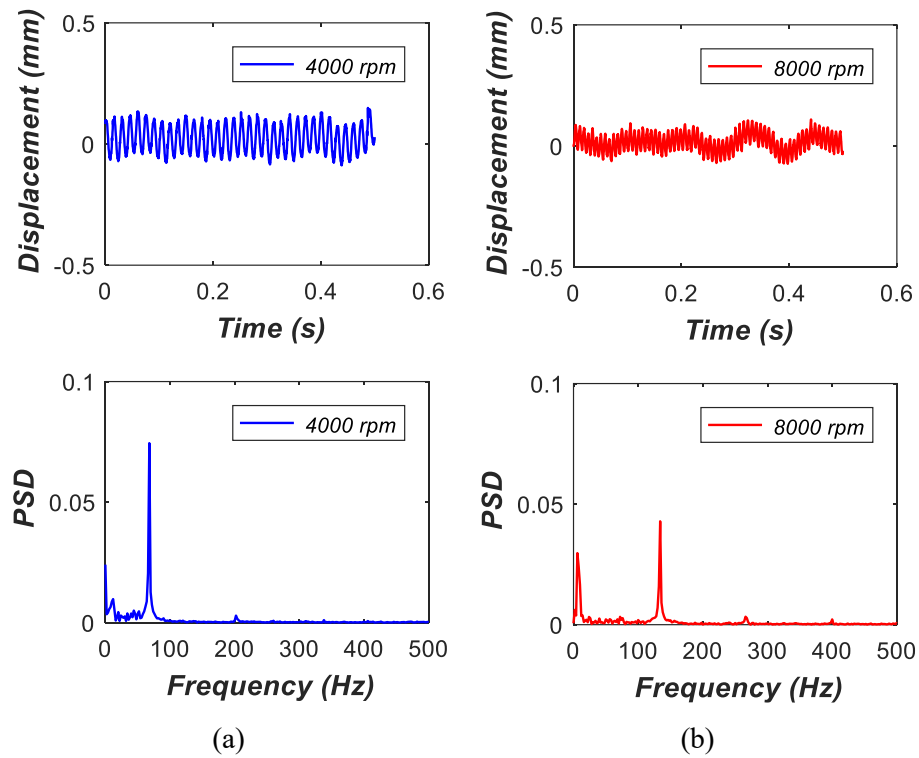 0.5
0
-0.5
Displacement (mm)
4000 rpm
0 0.2 0.4 0.6
Time (s)
0.5
0
-0.5
Displacement (mm)
8000 rpm
0 0.2 0.4 0.6
Time (s)
0.1
0.05
0
PSD
4000 rpm
0 100 200 300 400 500
Frequency (Hz)
(a)
0.1
0.05
0
PSD
8000 rpm
0 100 200 300 400 500
Frequency (Hz)
(b)